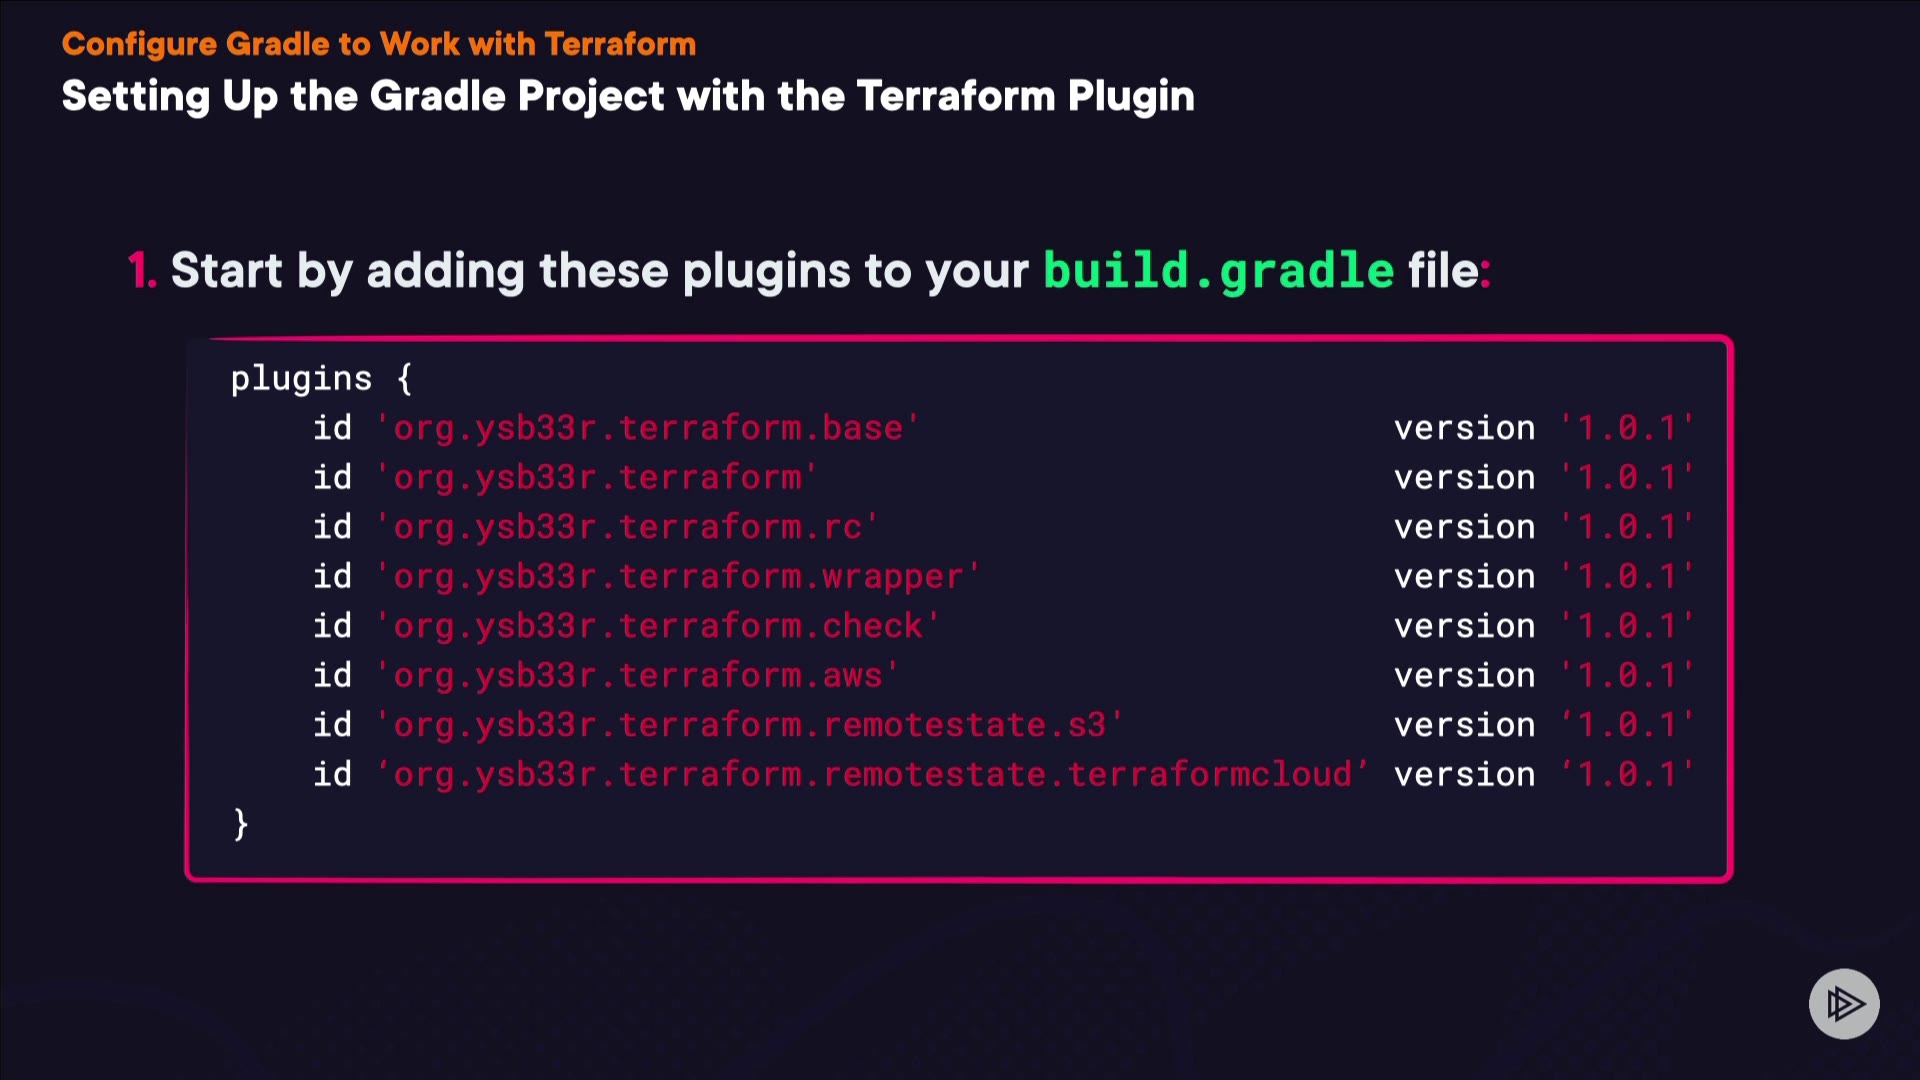 Configure Gradle to Work with Terraform
Setting Up the Gradle Project with the Terraform Plugin
1. Start by adding these plugins to your build.gradle file:
plugins {
id 'org.ysb33r.terraform.base' version '1.0.1'
id 'org.ysb33r.terraform' version '1.0.1'
id 'org.ysb33r.terraform.rc' version '1.0.1'
id 'org.ysb33r.terraform.wrapper' version '1.0.1'
id 'org.ysb33r.terraform.check' version '1.0.1'
id 'org.ysb33r.terraform.aws' version '1.0.1'
id 'org.ysb33r.terraform.remotestate.s3' version ‘1.0.1'
id ‘org.ysb33r.terraform.remotestate.terraformcloud’ version ‘1.0.1'
}